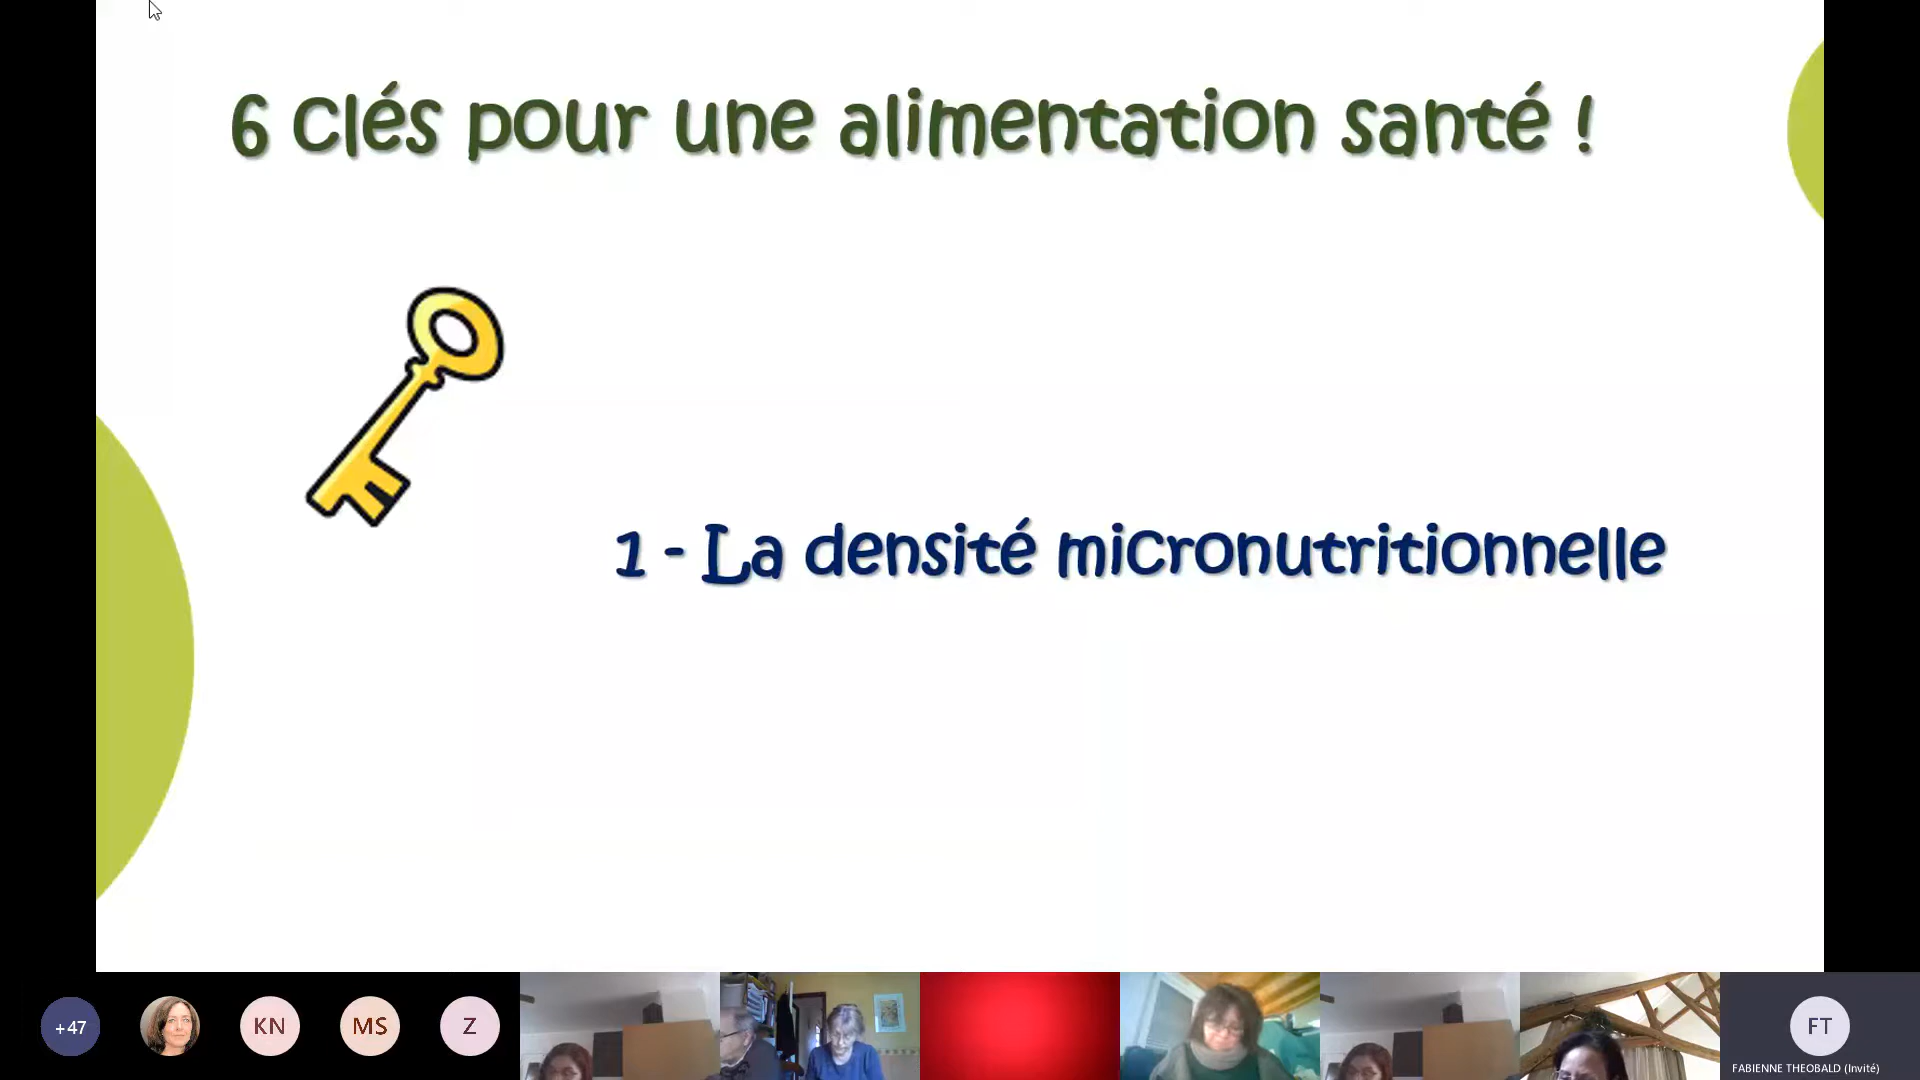 6 clés pour une alimentation santé !
1 - La densité micronutritionnelle
+47
KN
MS
Z
FT
FABIENNE THEOBALD (Invité)